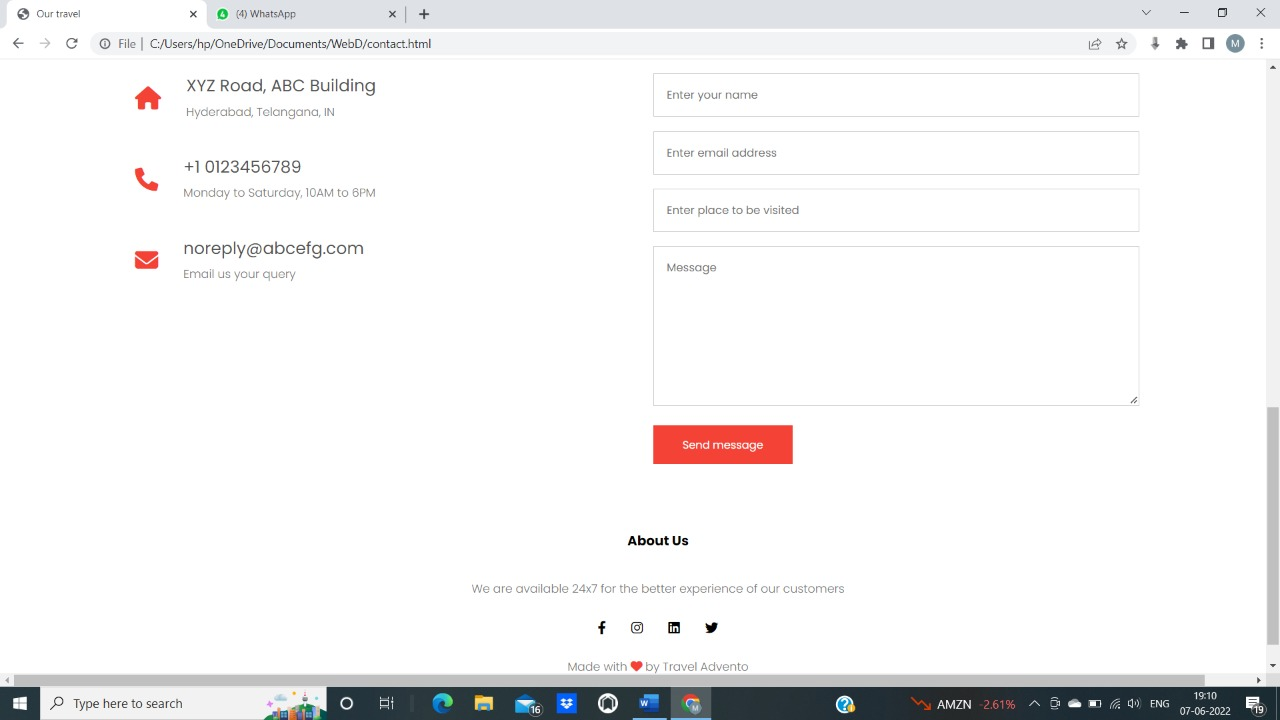 Our travel
(4) WhatsApp
File
C:/Users/hp/OneDrive/Documents/WebD/contact.html
M
XYZ Road, ABC Building
Hyderabad, Telangana, IN
+1 0123456789
Monday to Saturday, 10AM to 6PM
noreply@abcefg.com
Email us your query
Enter your name
Enter email address
Enter place to be visited
Message
Send message
About Us
We are available 24x7 for the better experience of our customers
Made with ❤ by Travel Advento
Type here to search
16
AMZN -2.61%
ENG
19:10
07-06-2022
19